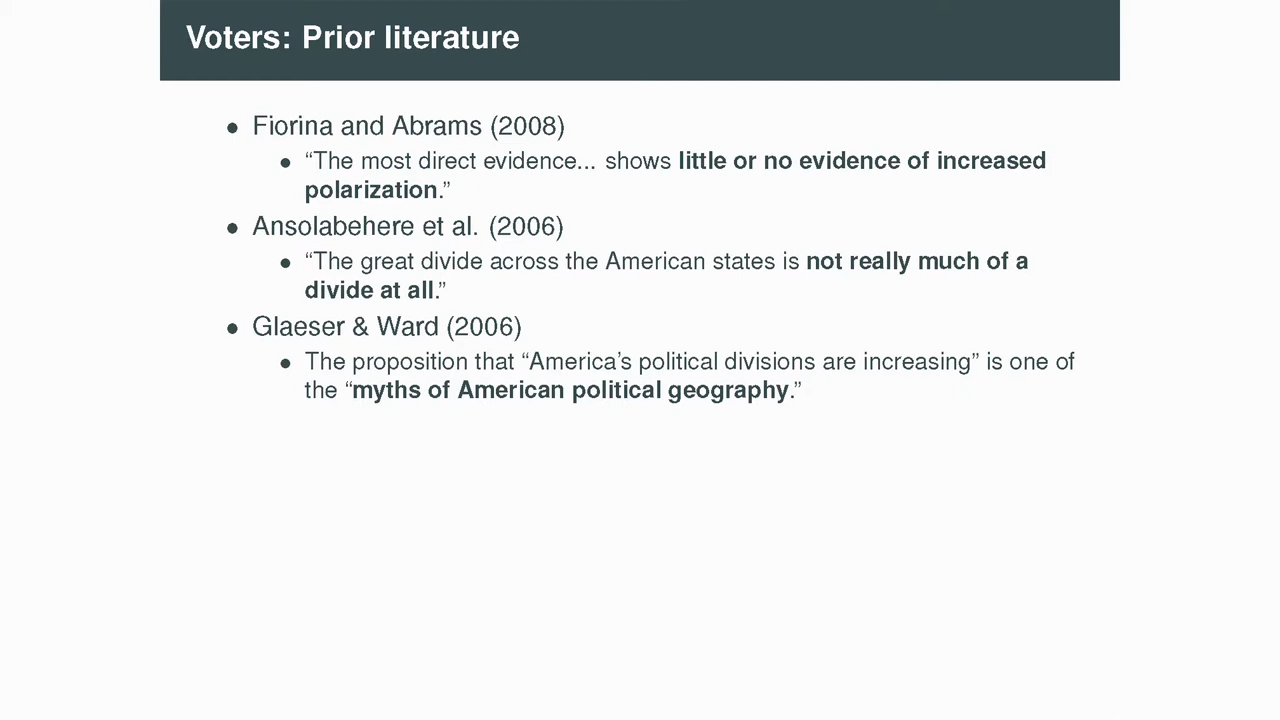 Voters: Prior literature
• Fiorina and Abrams (2008)
• “The most direct evidence... shows little or no evidence of increased
polarization.”
• Ansolabehere et al. (2006)
• “The great divide across the American states is not really much of a
divide at all.”
• Glaeser & Ward (2006)
• The proposition that “America’s political divisions are increasing” is one of
the “myths of American political geography.”